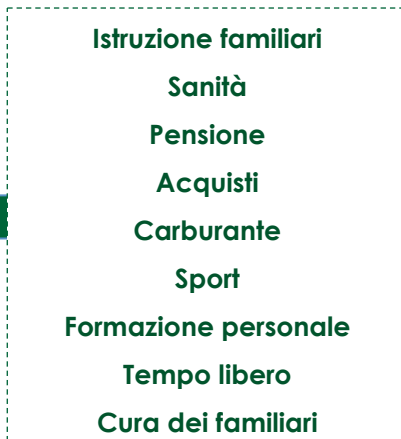 Istruzione familiari
Sanità
Pensione
Acquisti
Carburante
Sport
Formazione personale
Tempo libero
Cura dei familiari